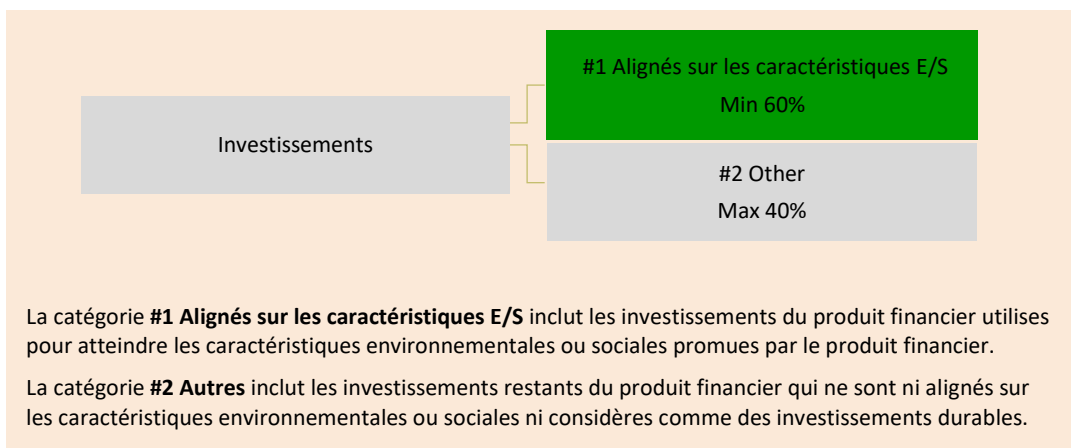 #1 Alignés sur les caractéristiques E/S
Min 60%
Investissements
#2 Other
Max 40%
La catégorie #1 Alignés sur les caractéristiques E/S inclut les investissements du produit financier utilises
pour atteindre les caractéristiques environnementales ou sociales promues par le produit financier.
La catégorie #2 Autres inclut les investissements restants du produit financier qui ne sont ni alignés sur
les caractéristiques environnementales ou sociales ni considères comme des investissements durables.